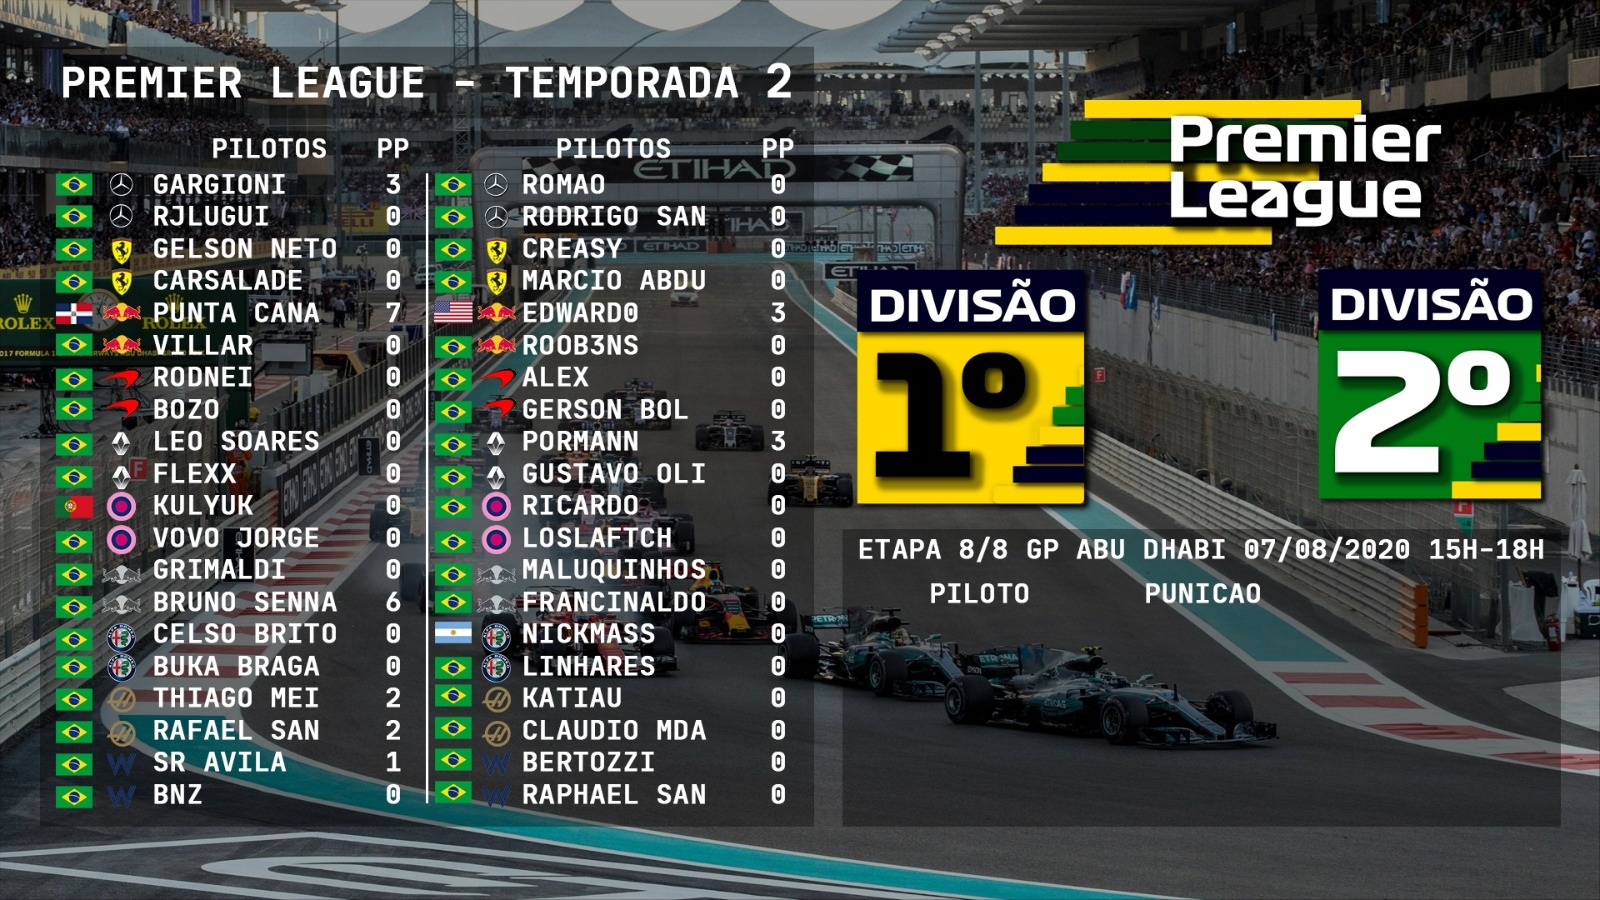 PREMIER LEAGUE - TEMPORADA 2
PILOTOS PP PILOTOS PP
GARGIONI 3 ROMAO 0
RJLUGUI 0 RODRIGO SAN 0
GELSON NETO 0 CREASY 0
CARSALADE 0 MARCIO ABDU 0
PUNTA CANA 7 EDWARD0 3
VILLAR 0 ROOB3NS 0
RODNEI 0 ALEX 0
BOZO 0 GERSON BOL 0
LEO SOARES 0 PORMANN 3
FLEXX 0 GUSTAVO OLI 0
KULYUK 0 RICARDO 0
VOVO JORGE 0 LOSLAFTCH 0
GRIMALDI 0 MALUQUINHOS 0
BRUNO SENNA 6 FRANCINALDO 0
CELSO BRITO 0 NICKMASS 0
BUKA BRAGA 0 LINHARES 0
THIAGO MEI 2 KATIAU 0
RAFAEL SAN 2 CLAUDIO MDA 0
SR AVILA 1 BERTOZZI 0
BNZ 0 RAPHAEL SAN 0
Premier
League
DIVISÃO
1º
DIVISÃO
2º
ETAPA 8/8 GP ABU DHABI 07/08/2020 15H-18H
PILOTO PUNICAO
ETIHAD
ETIHAD
ETIHAD
ETIHAD
ROLEX
ROLEX